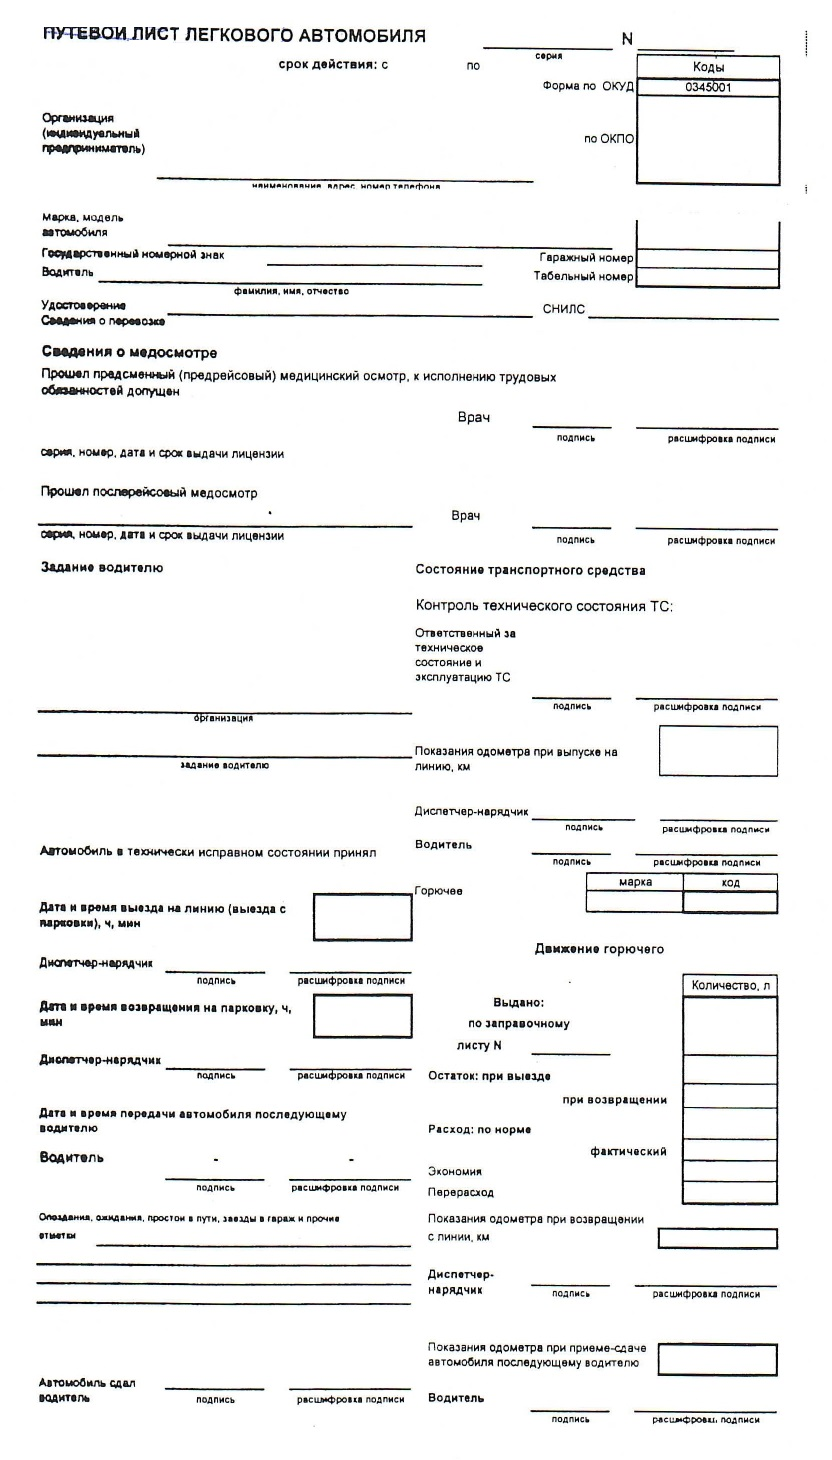 ПУТЕВОЙ ЛИСТ ЛЕГКОВОГО АВТОМОБИЛЯ
N
серия
срок действия: с по
Коды
Форма по ОКУД 0345001
Организация
(индивидуальный
предприниматель)
по ОКПО
наименование, адрес, номер телефона
Марка, модель
автомобиля
Государственный номерной знак
Гаражный номер
Водитель
Табельный номер
фамилия, имя, отчество
Удостоверение
СНИЛС
Сведения о перевозке
Сведения о медосмотре
Прошел предсменный (предрейсовый) медицинский осмотр, к исполнению трудовых
обязанностей допущен
Врач
подпись расшифровка подписи
серия, номер, дата и срок выдачи лицензии
Прошел послерейсовый медосмотр
Врач
серия, номер, дата и срок выдачи лицензии
подпись расшифровка подписи
Задание водителю
Состояние транспортного средства
Контроль технического состояния ТС:
Ответственный за
техническое
состояние и
эксплуатацию ТС
подпись расшифровка подписи
организация
Показания одометра при выпуске на
линию, км
задание водителю
Диспетчер-нарядчик
подпись расшифровка подписи
Водитель
Автомобиль в технически исправном состоянии принял
подпись расшифровка подписи
марка код
Горючее
Дата и время выезда на линию (выезда с
парковки), ч, мин
Движение горючего
Диспетчер-нарядчик
подпись расшифровка подписи
Количество, л
Дата и время возвращения на парковку, ч,
мин
Выдано:
по заправочному
листу N
Диспетчер-нарядчик
подпись расшифровка подписи
Остаток: при выезде
при возвращении
Дата и время передачи автомобиля последующему
водителю
Расход: по норме
фактический
Водитель - -
Экономия
подпись расшифровка подписи
Перерасход
Опоздания, ожидания, простои в пути, заезды в гараж и прочие
отметки
Показания одометра при возвращении
с линии, км
Диспетчер-
нарядчик
подпись расшифровка подписи
Показания одометра при приеме-сдаче
автомобиля последующему водителю
Автомобиль сдал
водитель
подпись расшифровка подписи
Водитель
подпись расшифровки подписи